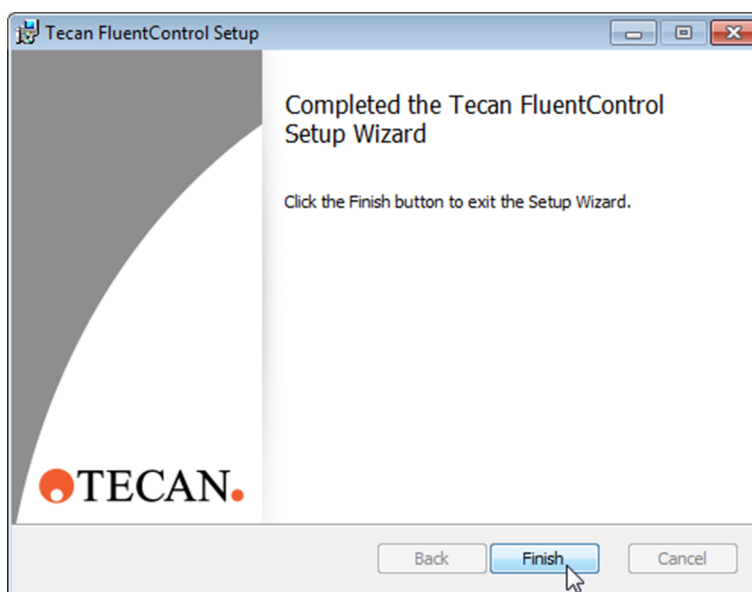 Tecan FluentControl Setup
Completed the Tecan FluentControl
Setup Wizard
Click the Finish button to exit the Setup Wizard.
TECAN.
Back Finish Cancel